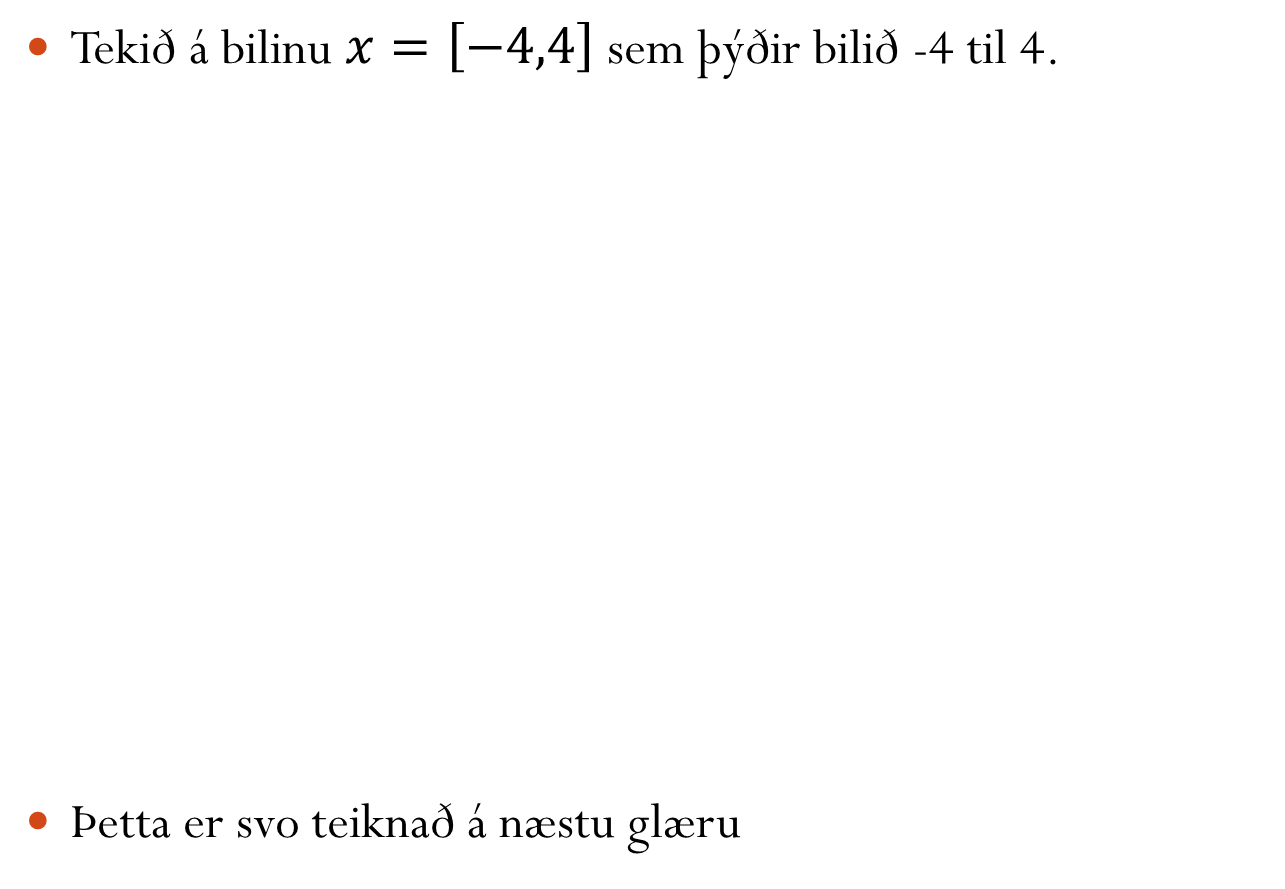 • Tekið á bilinu x = [−4,4] sem þýðir bilið -4 til 4.
• Þetta er svo teiknað á næstu glæru